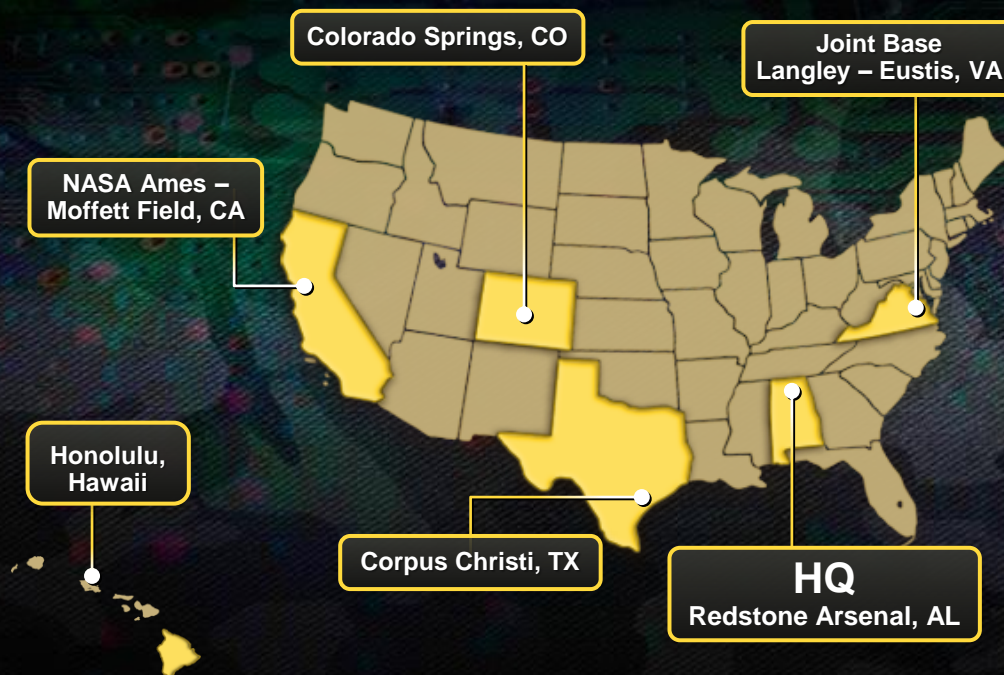 Colorado Springs, CO
Joint Base
Langley – Eustis, VA
NASA Ames –
Moffett Field, CA
Honolulu,
Hawaii
Corpus Christi, TX
HQ
Redstone Arsenal, AL